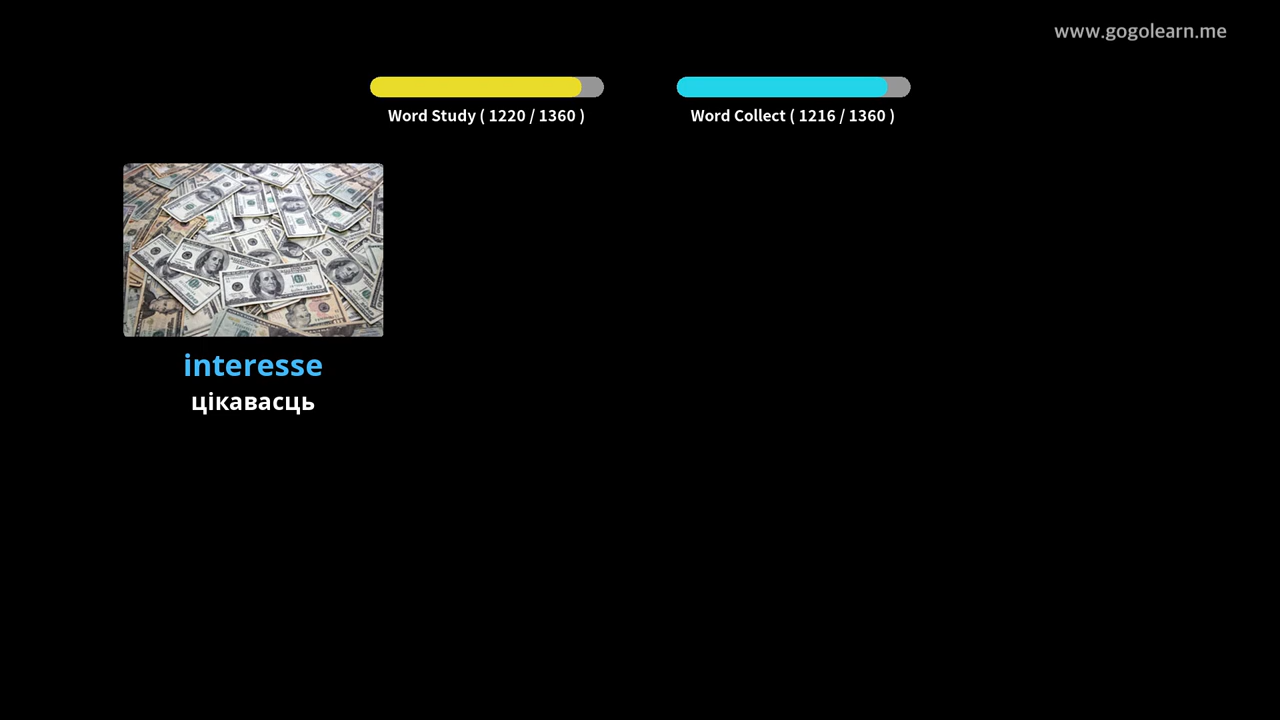 www.gogolearn.me
Word Study ( 1220 / 1360 )
Word Collect ( 1216 / 1360 )
interesse
цікавасць